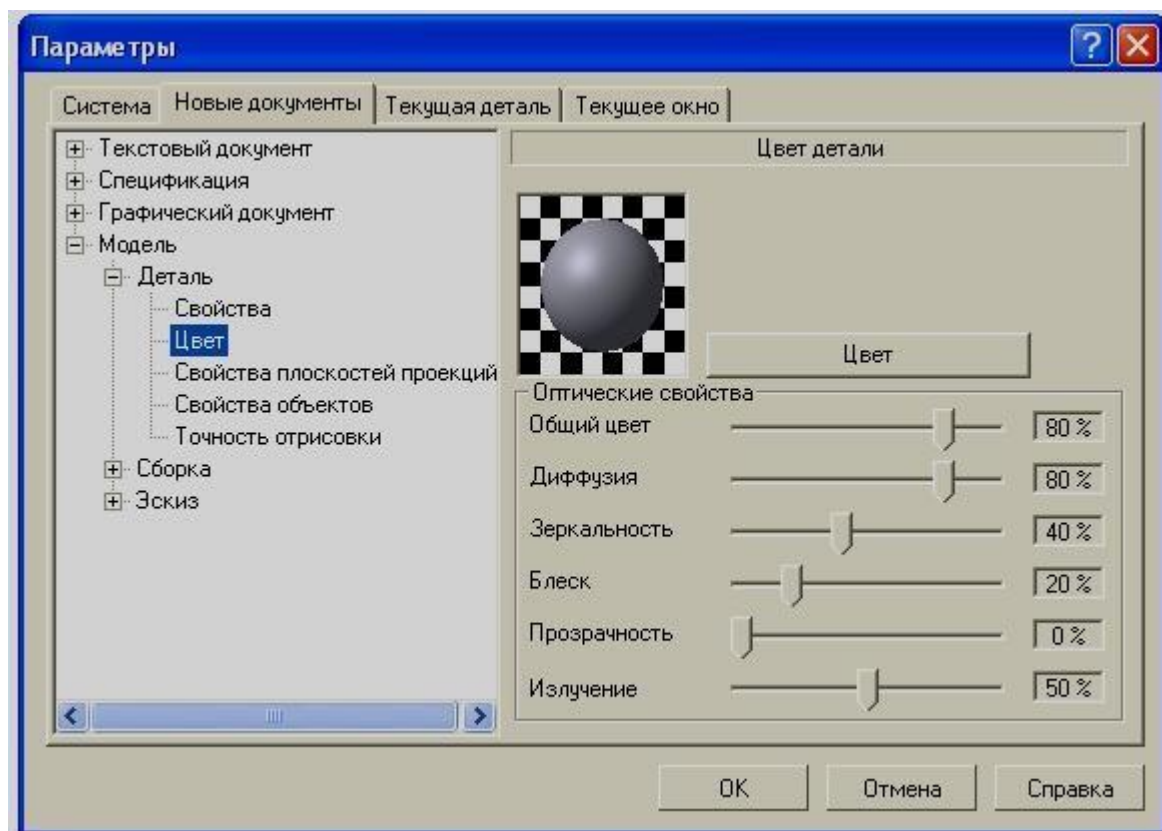 Параметры
Система Новые документы Текущая деталь Текущее окно
Текстовый документ
Спецификация
Графический документ
Модель
Деталь
Свойства
Цвет
Свойства плоскостей проекций
Свойства объектов
Точность отрисовки
Сборка
Эскиз
Цвет детали
Цвет
Оптические свойства
Общий цвет 80 %
Диффузия 80 %
Зеркальность 40 %
Блеск 20 %
Прозрачность 0 %
Излучение 50 %
OK Отмена Справка